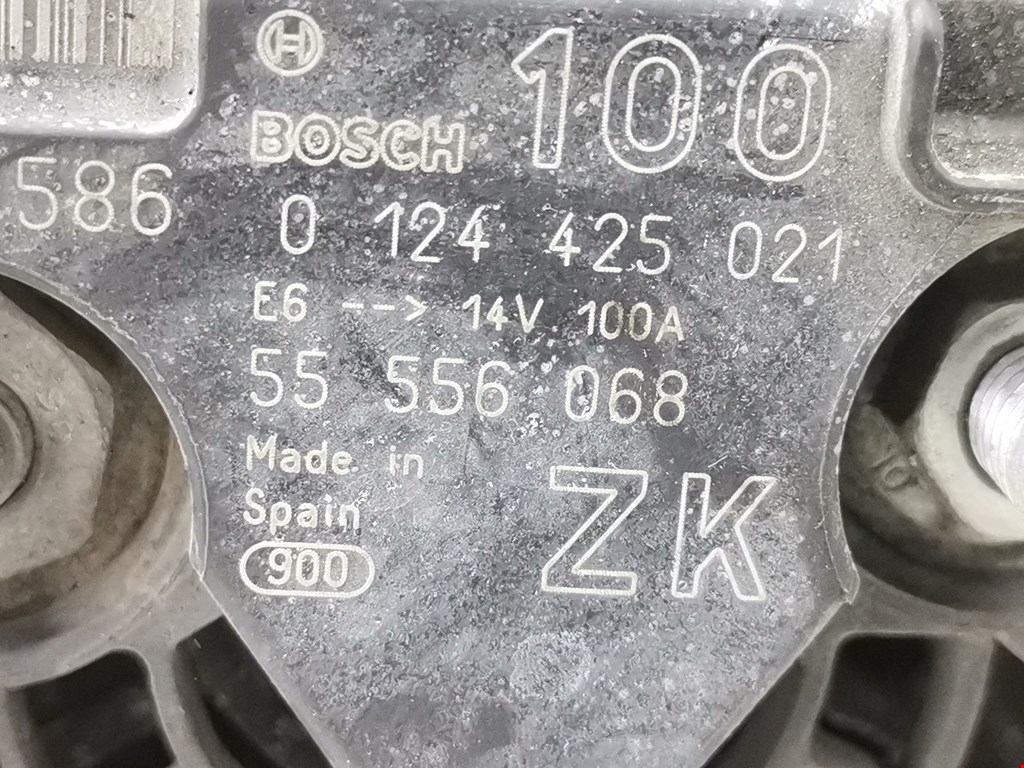 BOSCH 100
586
0 124 425 021
E6 --> 14V 100A
55 556 068
Made in
Spain
ZK
900